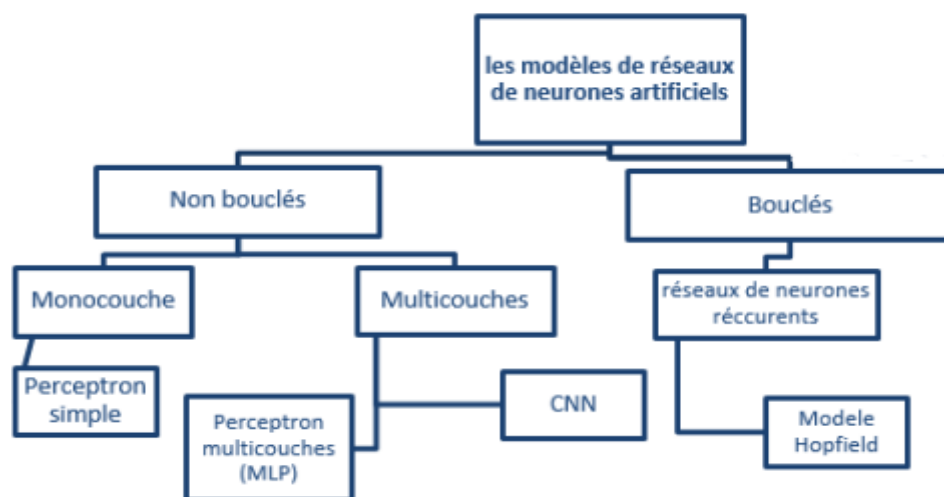 les modèles de réseaux
de neurones artificiels
Non bouclés
Bouclés
Monocouche
Multicouches
réseaux de neurones
réccurents
Perceptron
simple
Perceptron
multicouches
(MLP)
CNN
Modele
Hopfield